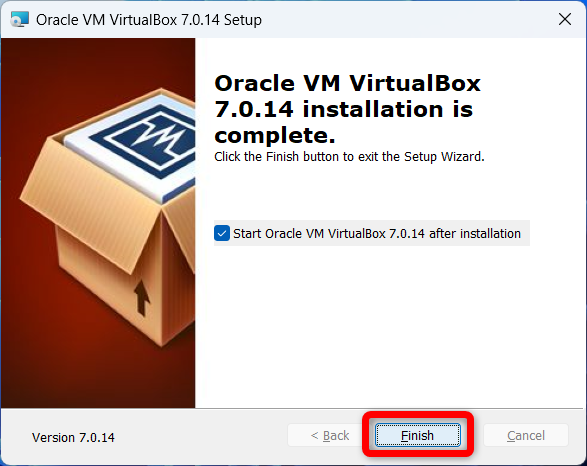 Oracle VM VirtualBox 7.0.14 Setup
Oracle VM VirtualBox
7.0.14 installation is
complete.
Click the Finish button to exit the Setup Wizard.
Start Oracle VM VirtualBox 7.0.14 after installation
Version 7.0.14
< Back
Finish
Cancel